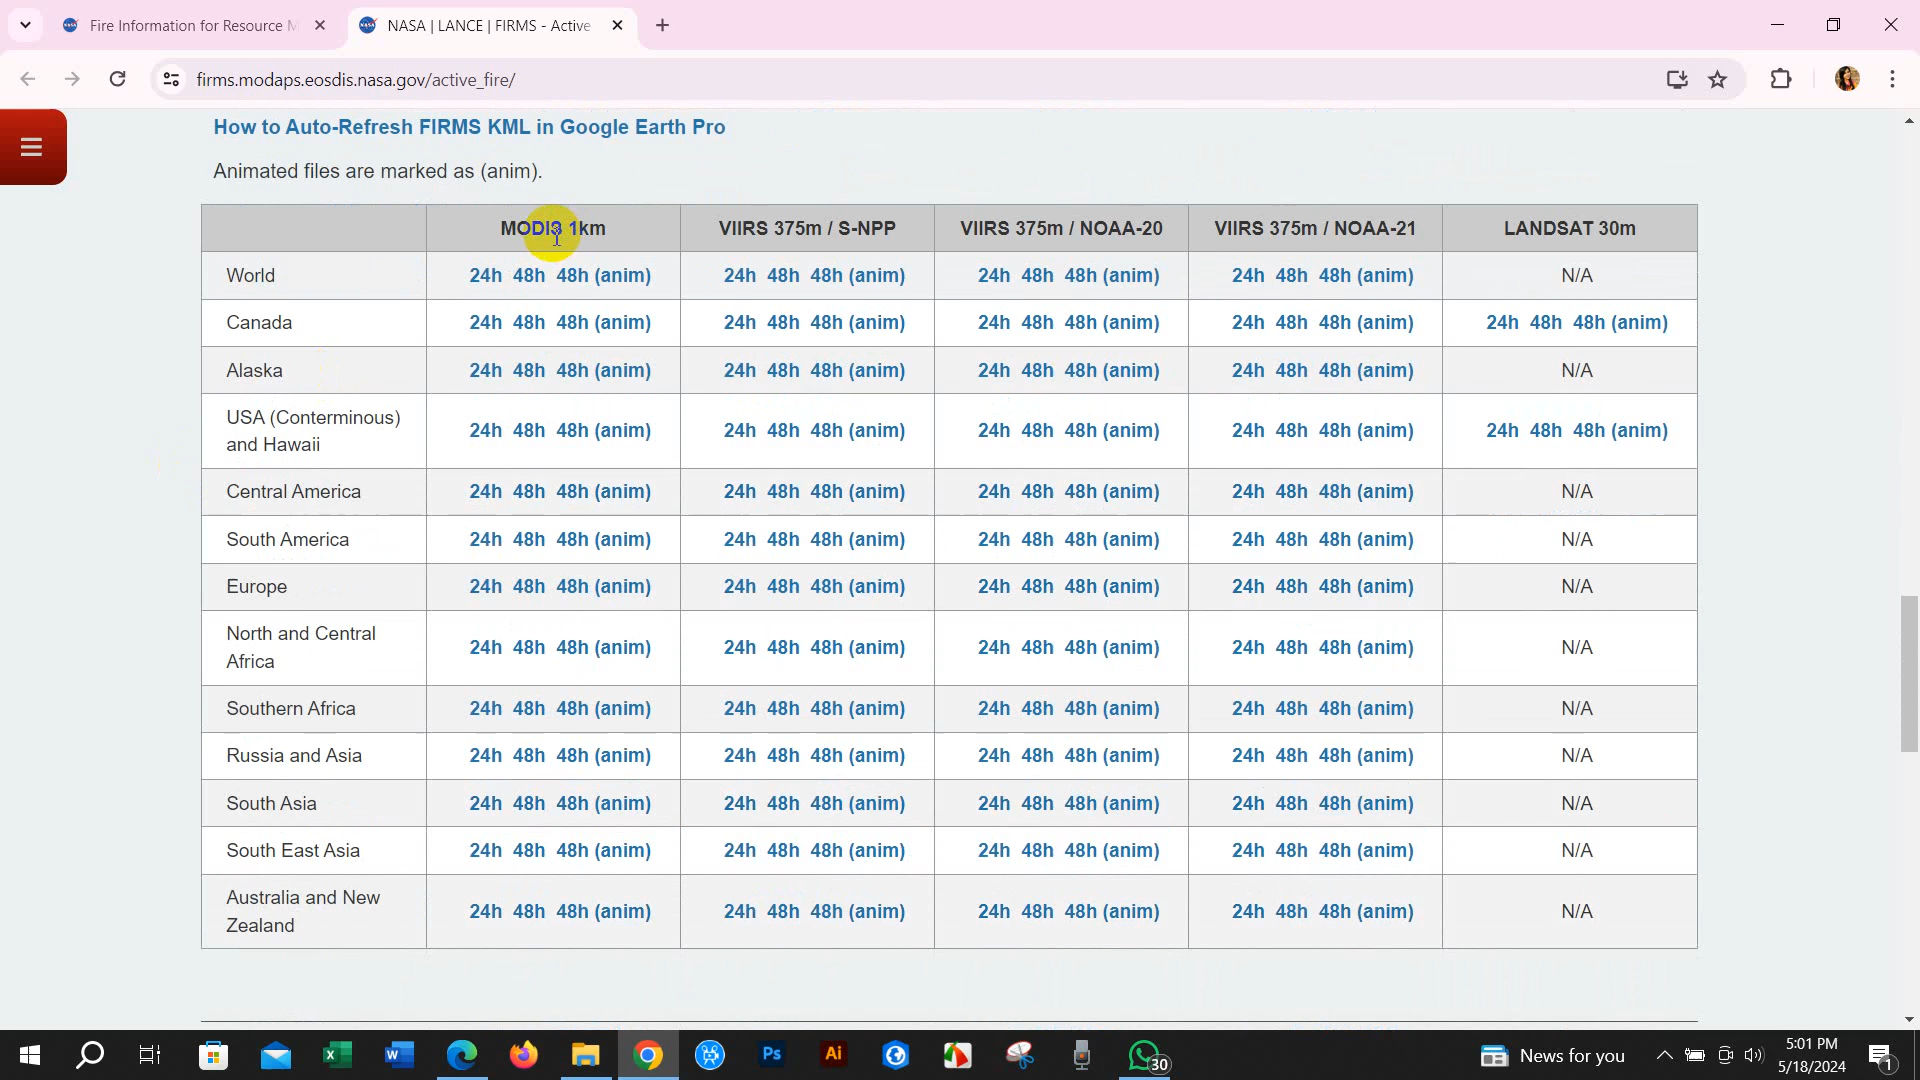 Fire Information for Resource M
NASA | LANCE | FIRMS - Active
firms.modaps.eosdis.nasa.gov/active_fire/
How to Auto-Refresh FIRMS KML in Google Earth Pro
Animated files are marked as (anim).
MODIS 1km VIIRS 375m / S-NPP VIIRS 375m / NOAA-20 VIIRS 375m / NOAA-21 LANDSAT 30m
World 24h 48h 48h (anim) 24h 48h 48h (anim) 24h 48h 48h (anim) 24h 48h 48h (anim) N/A
Canada 24h 48h 48h (anim) 24h 48h 48h (anim) 24h 48h 48h (anim) 24h 48h 48h (anim) 24h 48h 48h (anim)
Alaska 24h 48h 48h (anim) 24h 48h 48h (anim) 24h 48h 48h (anim) 24h 48h 48h (anim) N/A
USA (Conterminous)
and Hawaii 24h 48h 48h (anim) 24h 48h 48h (anim) 24h 48h 48h (anim) 24h 48h 48h (anim) 24h 48h 48h (anim)
Central America 24h 48h 48h (anim) 24h 48h 48h (anim) 24h 48h 48h (anim) 24h 48h 48h (anim) N/A
South America 24h 48h 48h (anim) 24h 48h 48h (anim) 24h 48h 48h (anim) 24h 48h 48h (anim) N/A
Europe 24h 48h 48h (anim) 24h 48h 48h (anim) 24h 48h 48h (anim) 24h 48h 48h (anim) N/A
North and Central
Africa 24h 48h 48h (anim) 24h 48h 48h (anim) 24h 48h 48h (anim) 24h 48h 48h (anim) N/A
Southern Africa 24h 48h 48h (anim) 24h 48h 48h (anim) 24h 48h 48h (anim) 24h 48h 48h (anim) N/A
Russia and Asia 24h 48h 48h (anim) 24h 48h 48h (anim) 24h 48h 48h (anim) 24h 48h 48h (anim) N/A
South Asia 24h 48h 48h (anim) 24h 48h 48h (anim) 24h 48h 48h (anim) 24h 48h 48h (anim) N/A
South East Asia 24h 48h 48h (anim) 24h 48h 48h (anim) 24h 48h 48h (anim) 24h 48h 48h (anim) N/A
Australia and New
Zealand 24h 48h 48h (anim) 24h 48h 48h (anim) 24h 48h 48h (anim) 24h 48h 48h (anim) N/A
Ps
Ai
30
News for you
5:01 PM
5/18/2024
1